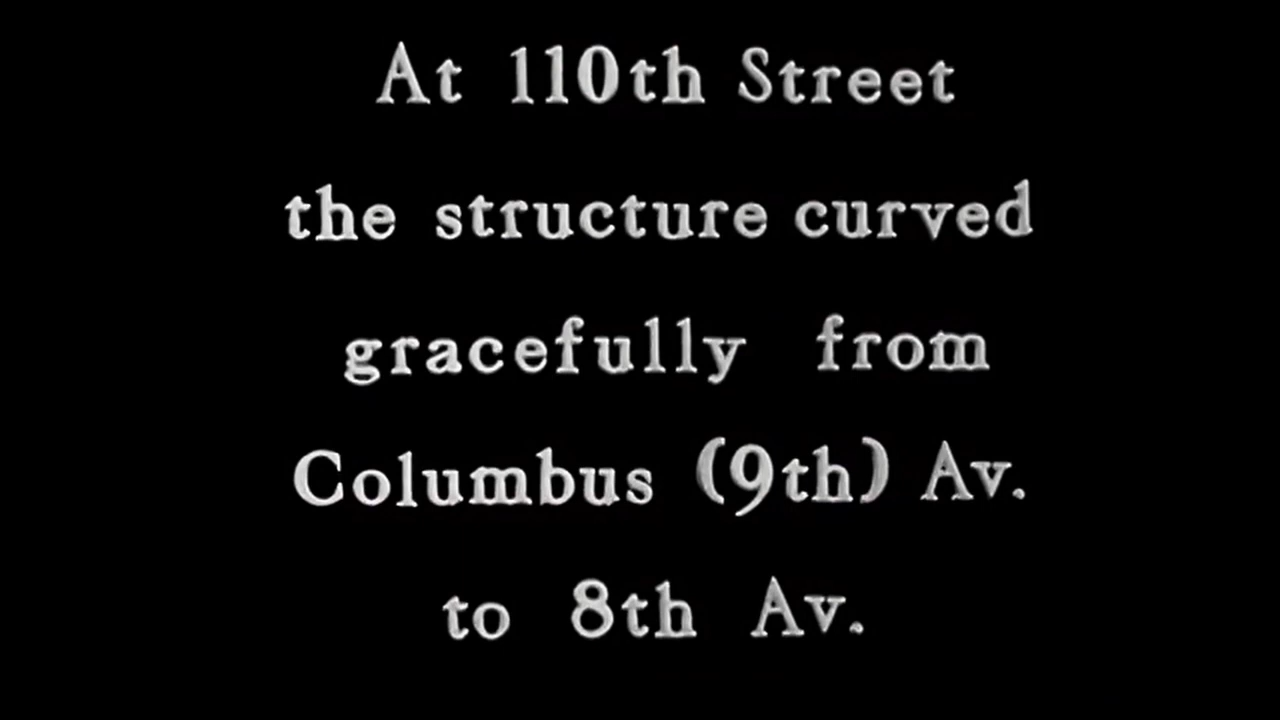 At 110th Street
the structure curved
gracefully from
Columbus (9th) Av.
to 8th Av.